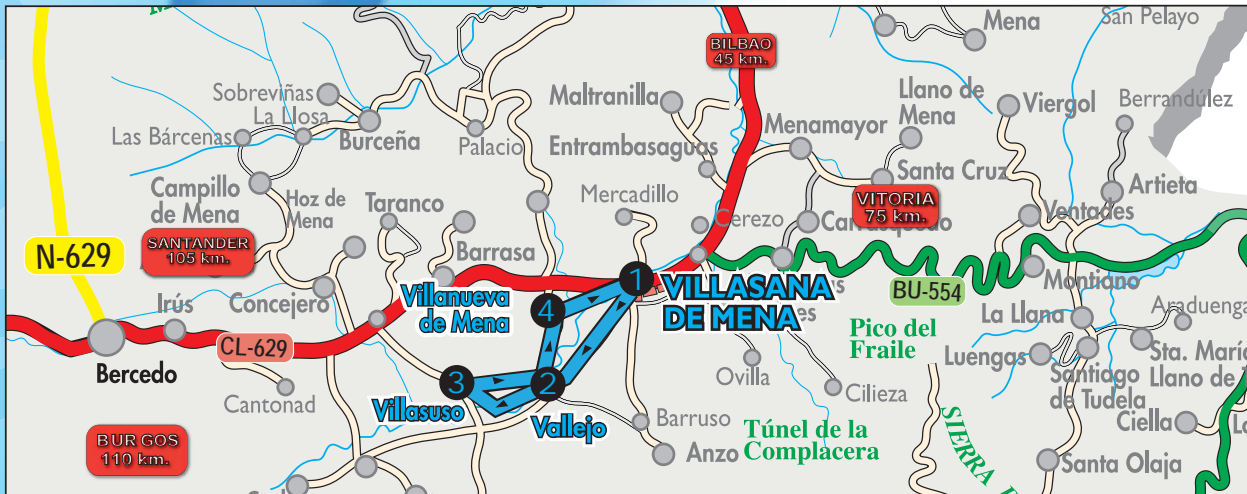 Mena
San Pelayo
BILBAO
45 km.
Sobreviñas
La Llosa
Las Bárcenas
Burceña
Palacio
Maltranilla
Entrambasaguas
Menamayor
Llano de
Mena
Viergol
Berrandúlez
Campillo
de Mena
Hoz de
Mena
Taranco
Mercadillo
Santa Cruz
VITORIA
75 km.
Artieta
Ventades
SANTANDER
105 km.
N-629
Barrasa
Cerezo
Irús
Concejero
Villanueva
de Mena
1
VILLASANA
DE MENA
BU-554
Montiano
Araduenga
4
CL-629
Bercedo
Pico del
Fraile
La Llana
Luengas
Santiago
de Tudela
Sta. María
Llano de
Cantonad
3
Villasuso
2
Vallejo
Ovilla
Cilieza
Barruso
Anzo
Túnel de la
Complacera
SIERRA
Ciella
Santa Olaja
BURGOS
110 km.